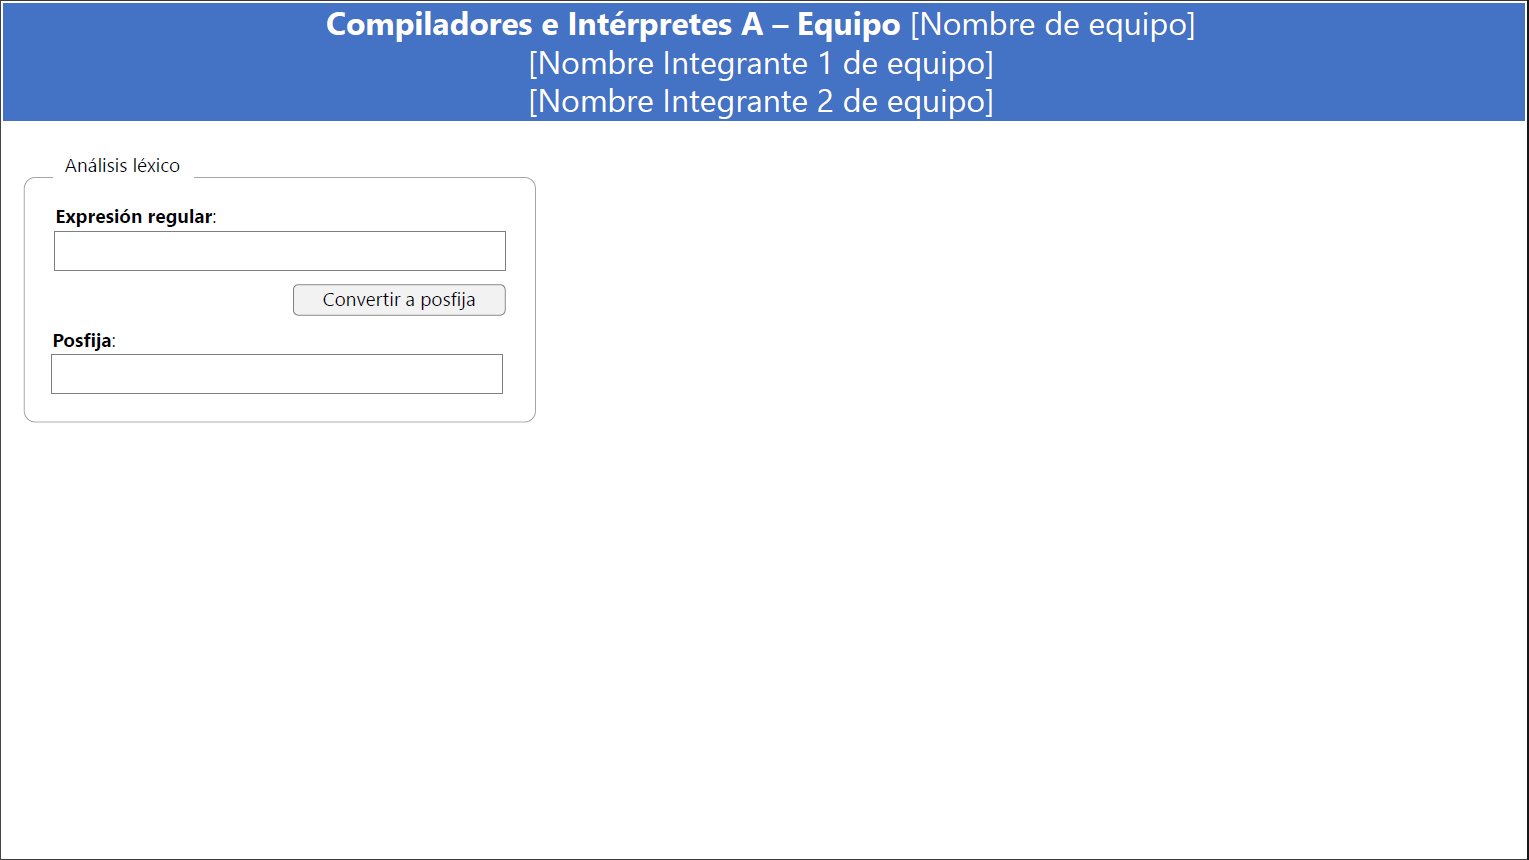 Compiladores e Intérpretes A – Equipo [Nombre de equipo]
[Nombre Integrante 1 de equipo]
[Nombre Integrante 2 de equipo]
Análisis léxico
Expresión regular:
Convertir a posfija
Posfija: